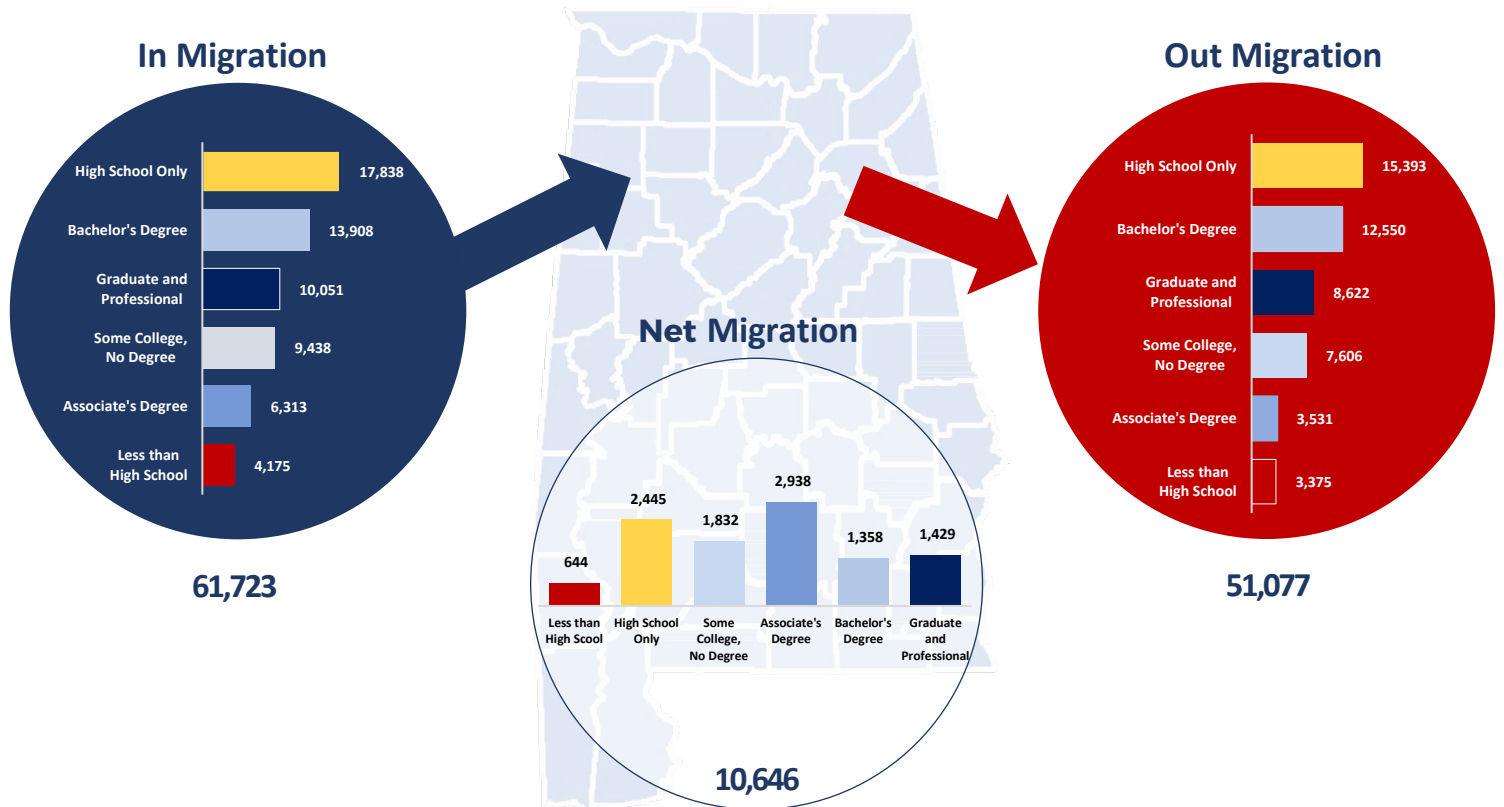 In Migration
High School Only
17,838
Bachelor's Degree
13,908
Graduate and
Professional
10,051
Some College,
No Degree
9,438
Associate's Degree
6,313
Less than
High School
4,175
61,723
Net Migration
644
2,445
1,832
2,938
1,358
1,429
Less than
High Scool
High School
Only
Some
College,
No Degree
Associate's
Degree
Bachelor's
Degree
Graduate
and
Professional
10,646
Out Migration
High School Only
15,393
Bachelor's Degree
12,550
Graduate and
Professional
8,622
Some College,
No Degree
7,606
Associate's Degree
3,531
Less than
High School
3,375
51,077